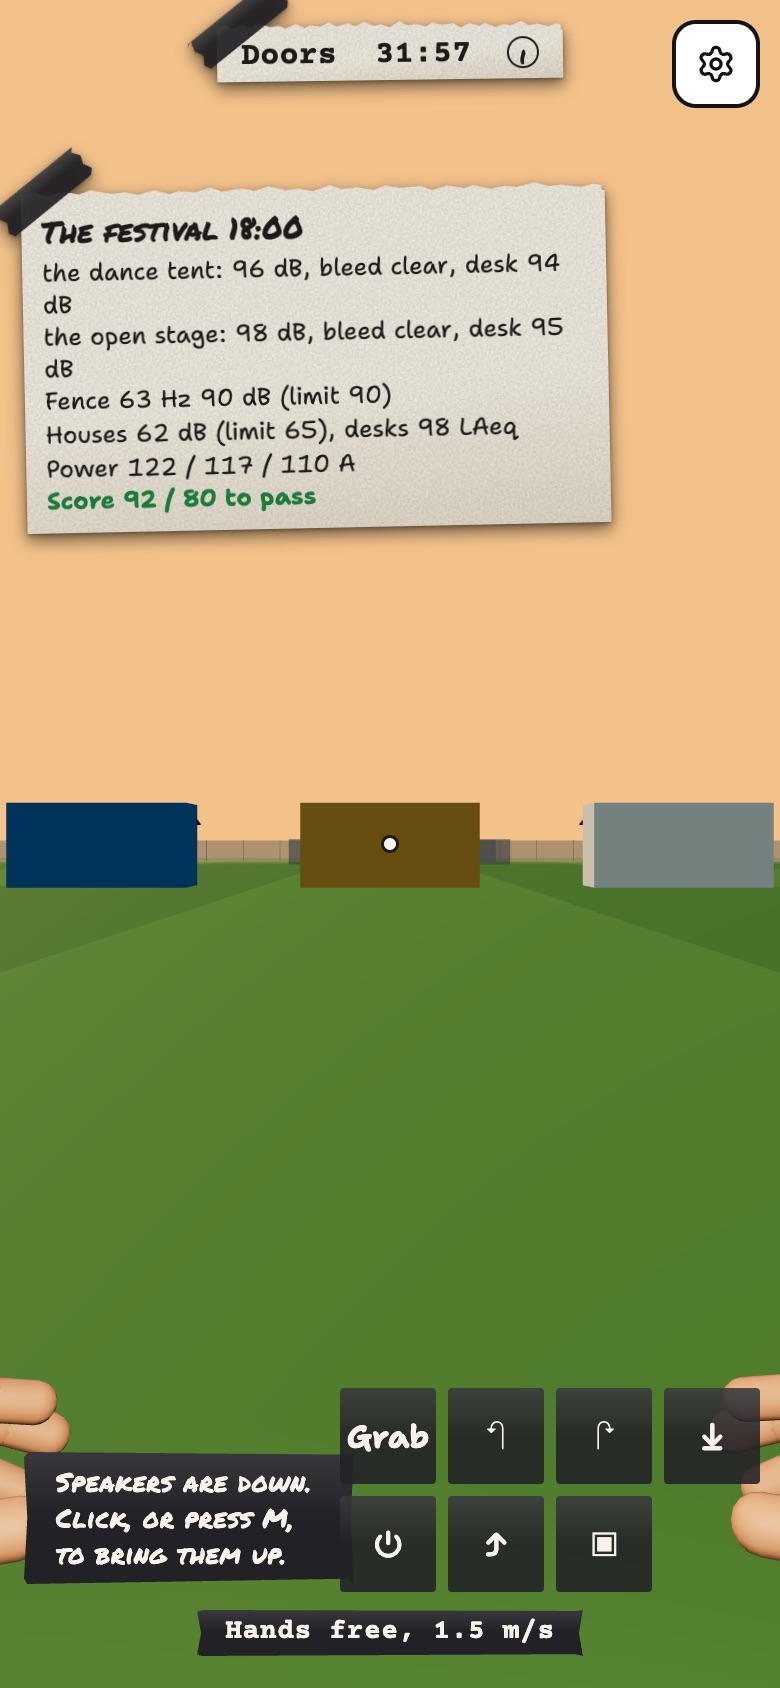 Doors 31:57
The festival 18:00
the dance tent: 96 dB, bleed clear, desk 94
dB
the open stage: 98 dB, bleed clear, desk 95
dB
Fence 63 Hz 90 dB (limit 90)
Houses 62 dB (limit 65), desks 98 LAeq
Power 122 / 117 / 110 A
Score 92 / 80 to pass
Grab
Speakers are down.
Click, or press M,
to bring them up.
Hands free, 1.5 m/s